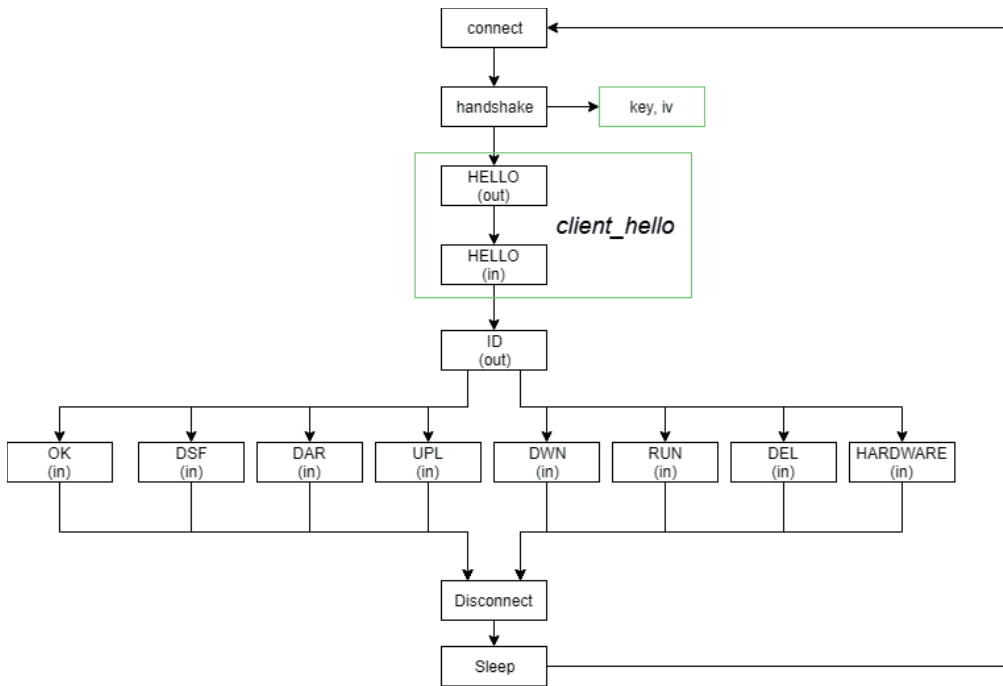 connect
handshake
key, iv
HELLO
(out)
client_hello
HELLO
(in)
ID
(out)
OK
(in)
DSF
(in)
DAR
(in)
UPL
(in)
DWN
(in)
RUN
(in)
DEL
(in)
HARDWARE
(in)
Disconnect
Sleep